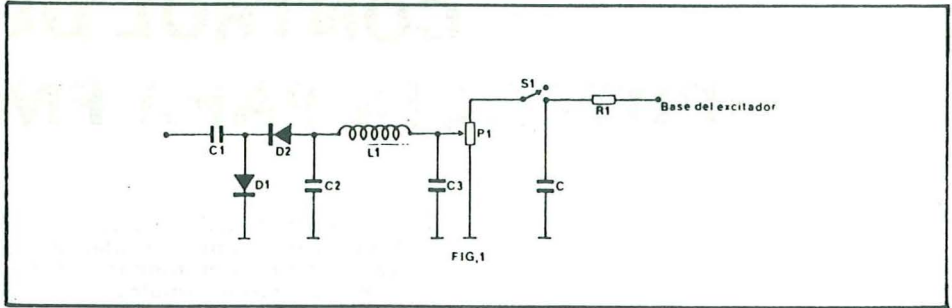 S1
R1
Base del excitador
P1
C1
D2
L1
D1
C2
C3
C
FIG,1